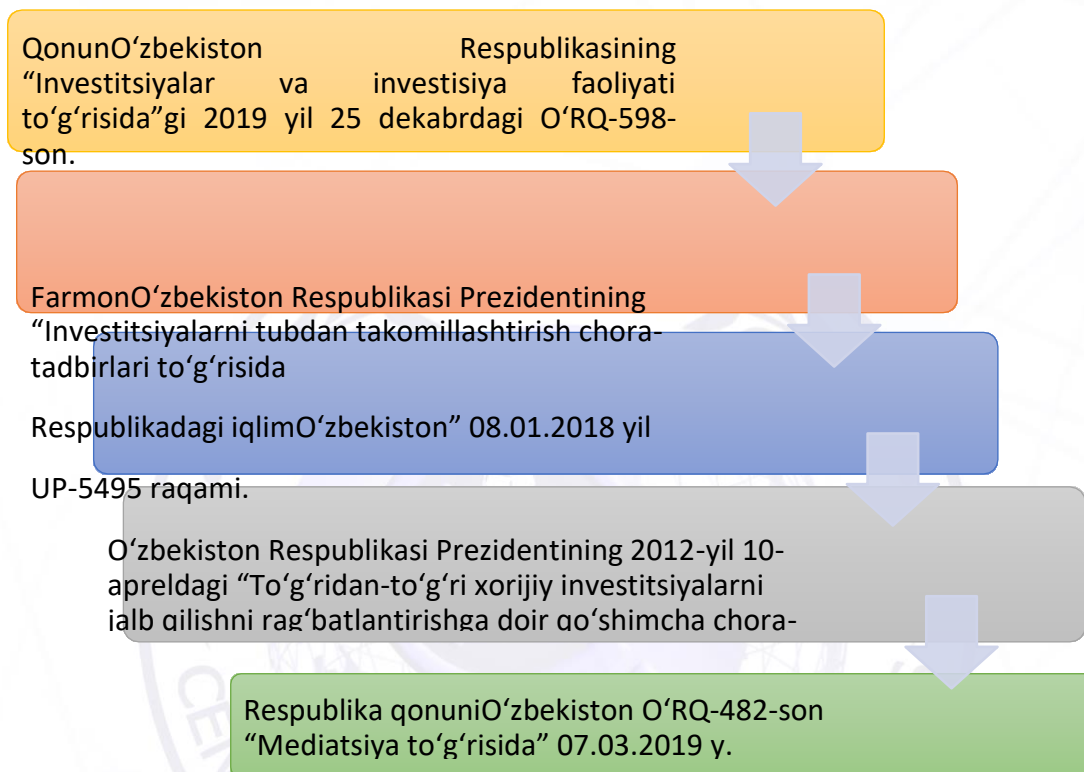 QonunO‘zbekiston Respublikasining
“Investitsiyalar va investisiya faoliyati
to‘g‘risida”gi 2019 yil 25 dekabrdagi O‘RQ-598-
son.
FarmonO‘zbekiston Respublikasi Prezidentining
“Investitsiyalarni tubdan takomillashtirish chora-
tadbirlari to‘g‘risida
Respublikadagi iqlimO‘zbekiston” 08.01.2018 yil
UP-5495 raqami.
O‘zbekiston Respublikasi Prezidentining 2012-yil 10-
apreldagi “To‘g‘ridan-to‘g‘ri xorijiy investitsiyalarni
jalb qilishni rag‘batlantirishga doir qo‘shimcha chora-
Respublika qonuniO‘zbekiston O‘RQ-482-son
“Mediatsiya to‘g‘risida” 07.03.2019 y.